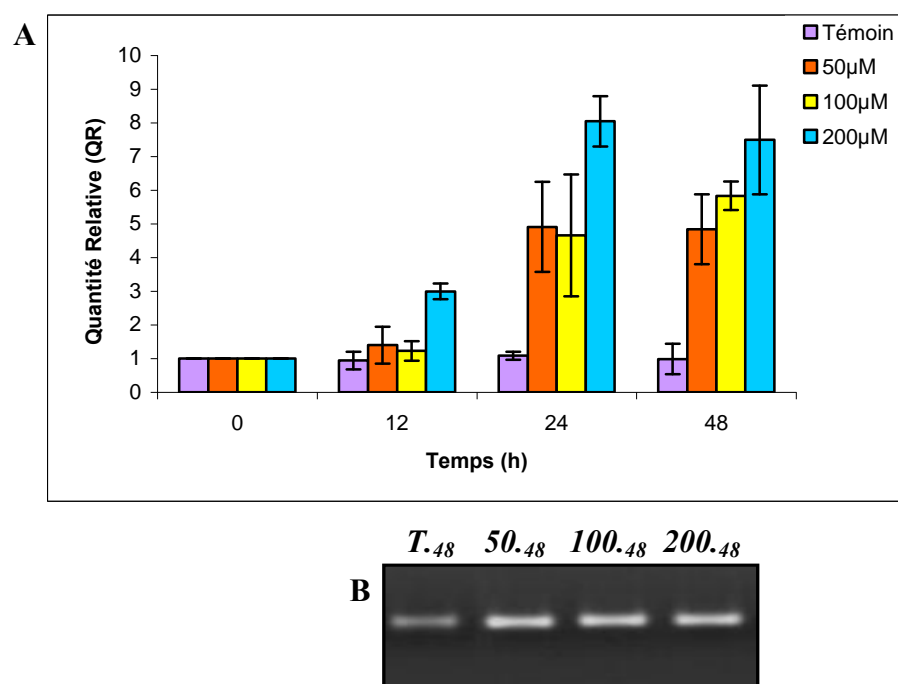 A
Témoin
50µM
100µM
200µM
Quantité Relative (QR)
10
9
8
7
6
5
4
3
2
1
0
0 12 24 48
Temps (h)
T.48 50.48 100.48 200.48
B